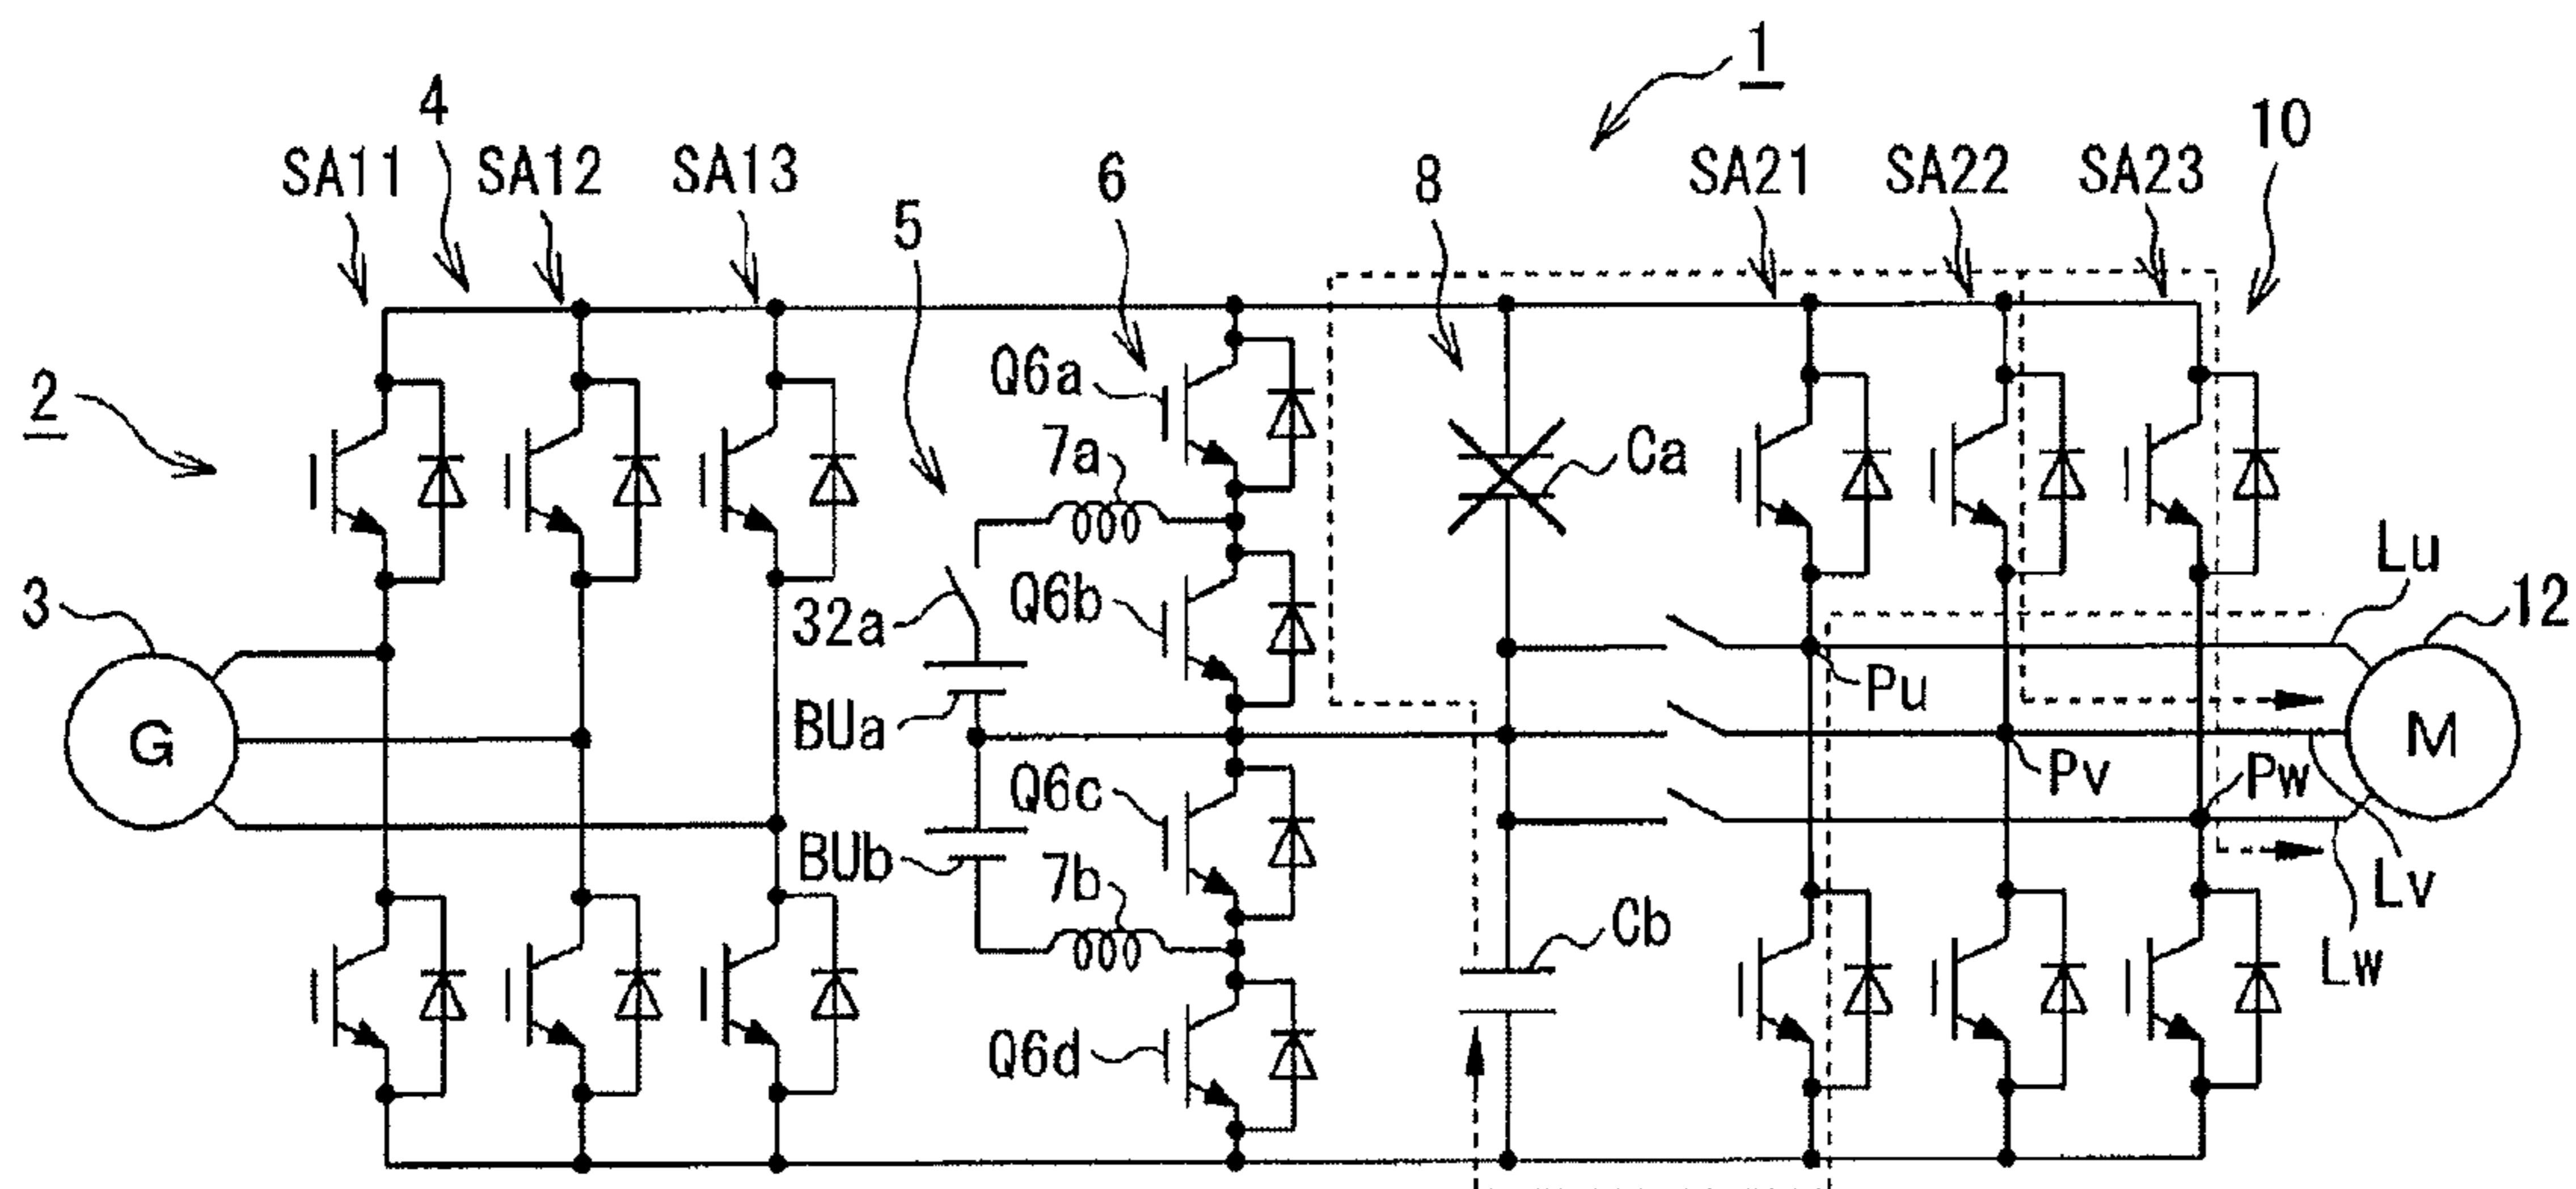 1
4
SA11
SA12
SA13
5
6
8
SA21
SA22
SA23
10
2
Q6a
7a
Ca
3
32a
Q6b
Lu
12
G
BUa
Pu
M
Pv
Pw
Q6c
BUb
7b
Cb
Lv
Lw
Q6d